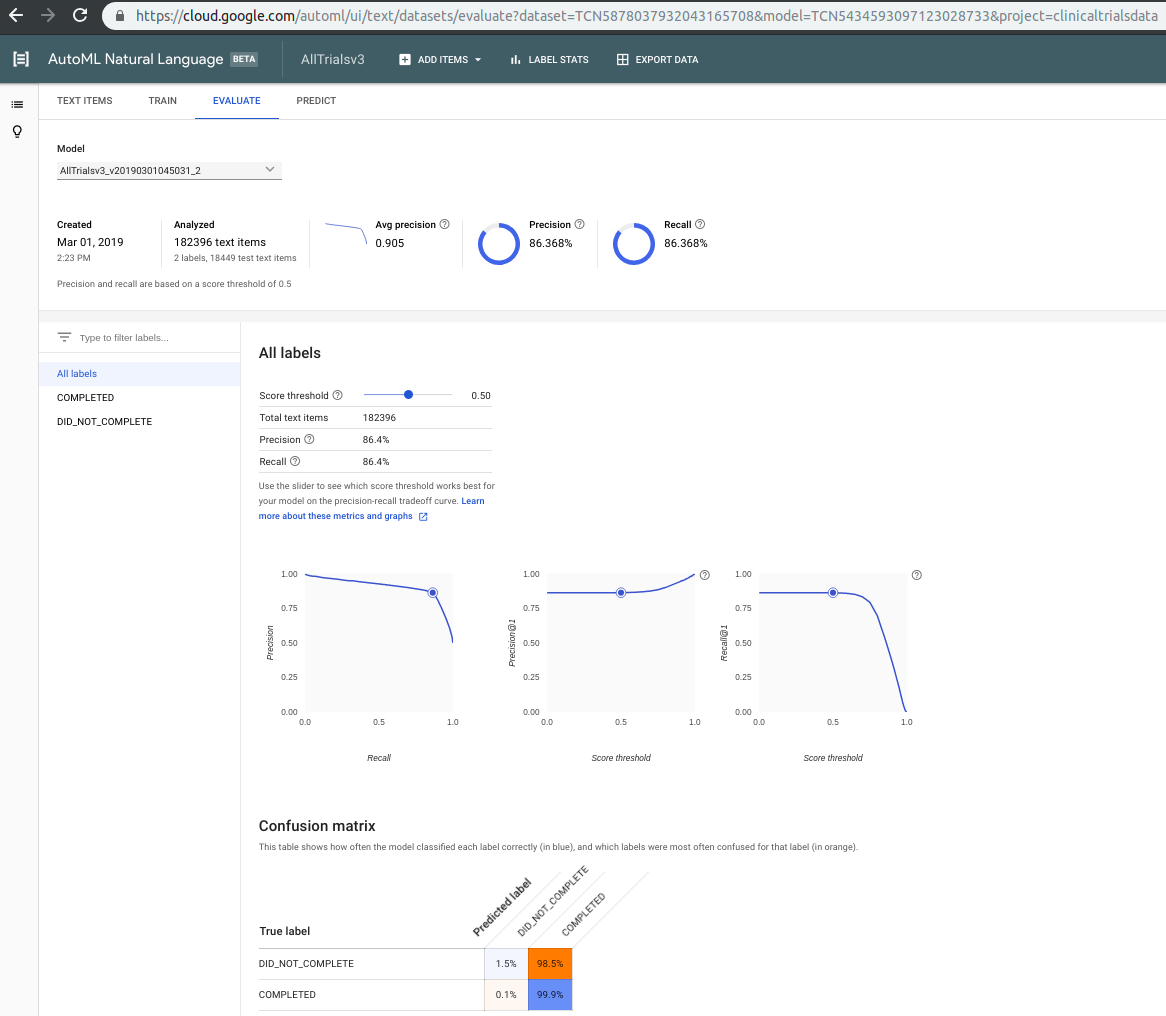 https://cloud.google.com/automl/ui/text/datasets/evaluate?dataset=TCN5878037932043165708&model=TCN5434593097123028733&project=clinicaltrialsdata
AutoML Natural Language BETA AllTrialsv3 ADD ITEMS LABEL STATS EXPORT DATA
TEXT ITEMS TRAIN EVALUATE PREDICT
Model
AllTrialsv3_v20190301045031_2
Created Analyzed Avg precision Precision Recall
Mar 01, 2019 182396 text items 0.905 86.368% 86.368%
2:23 PM 2 labels, 18449 test text items
Precision and recall are based on a score threshold of 0.5
Type to filter labels...
All labels
COMPLETED
DID_NOT_COMPLETE
All labels
Score threshold 0.50
Total text items 182396
Precision 86.4%
Recall 86.4%
Use the slider to see which score threshold works best for
your model on the precision-recall tradeoff curve. Learn
more about these metrics and graphs
Precision
1.00
0.75
0.50
0.25
0.00
0.0 0.5 1.0
Recall
Precision@1
1.00
0.75
0.50
0.25
0.00
0.0 0.5 1.0
Score threshold
Recall@1
1.00
0.75
0.50
0.25
0.00
0.0 0.5 1.0
Score threshold
Confusion matrix
This table shows how often the model classified each label correctly (in blue), and which labels were most often confused for that label (in orange).
True label Predicted label DID_NOT_COMPLETE COMPLETED
DID_NOT_COMPLETE 1.5% 98.5%
COMPLETED 0.1% 99.9%